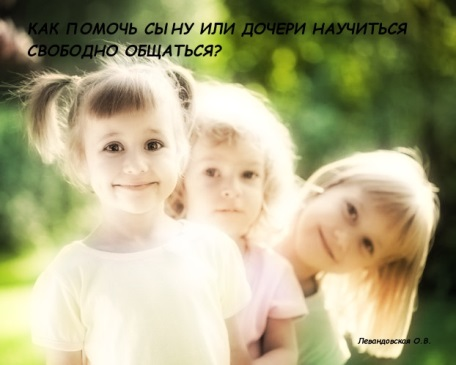 КАК ПОМОЧЬ СЫНУ ИЛИ ДОЧЕРИ НАУЧИТЬСЯ
СВОБОДНО ОБЩАТЬСЯ?
Левандовская О.В.